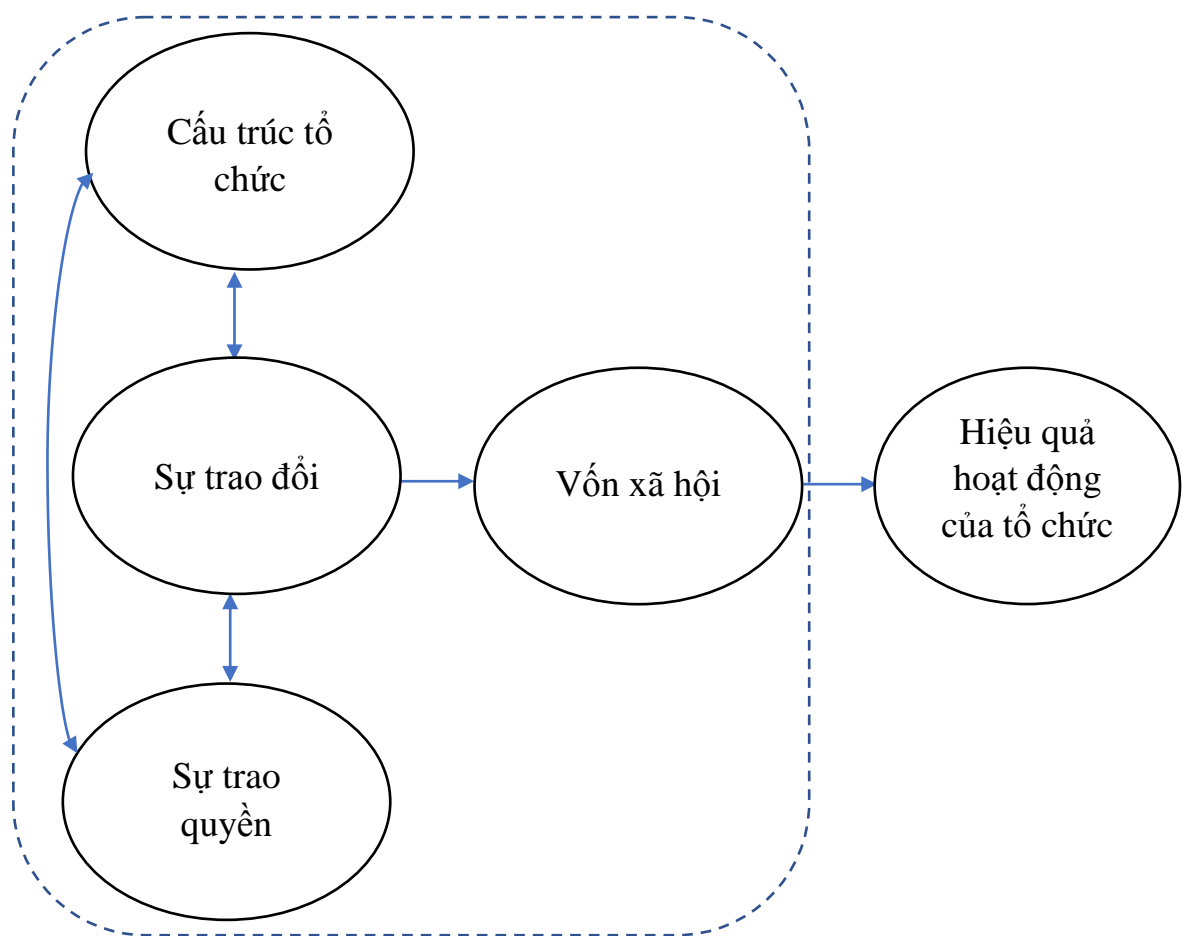 Cấu trúc tổ
chức
Sự trao đổi
Vốn xã hội
Hiệu quả
hoạt động
của tổ chức
Sự trao
quyền